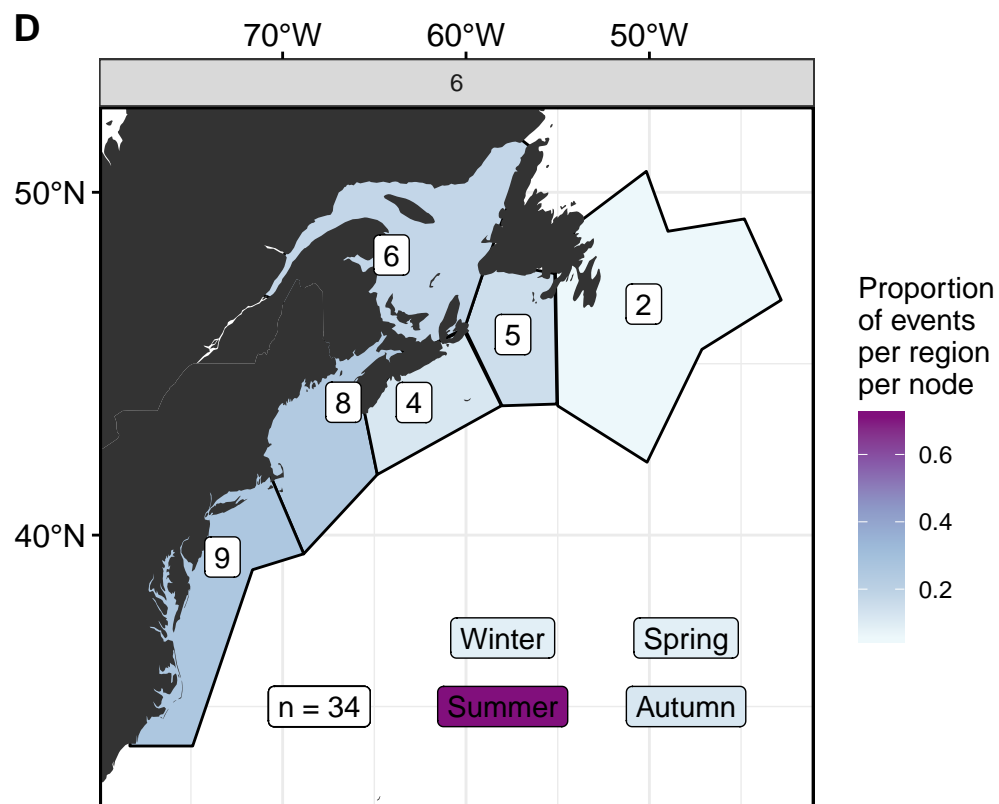 D
70°W 60°W 50°W
6
50°N
6
2
5
8
4
40°N
9
Winter
Spring
n = 34
Summer
Autumn
Proportion
of events
per region
per node
0.6
0.4
0.2